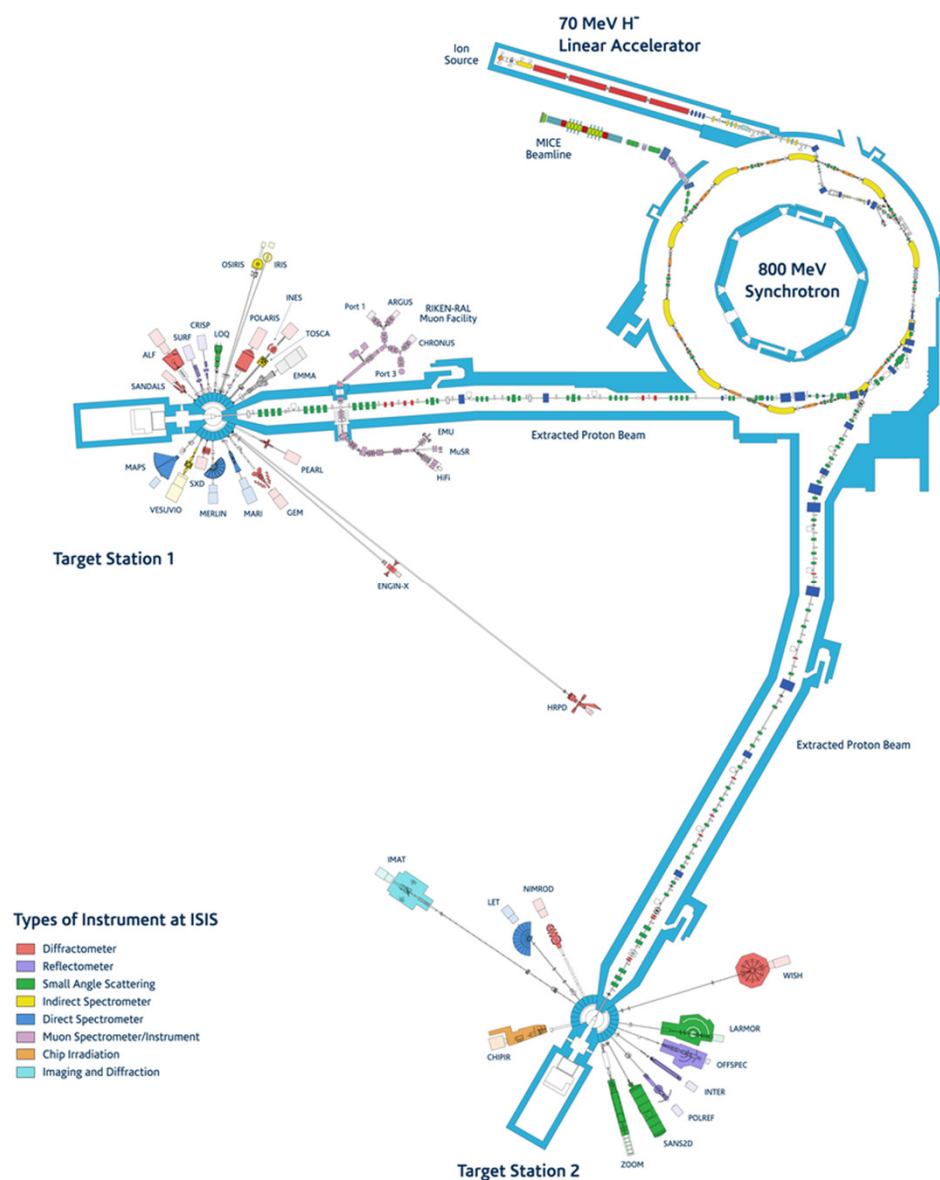 70 MeV H⁻
Linear Accelerator
Ion
Source
MICE
Beamline
800 MeV
Synchrotron
OSIRIS
IRIS
INES
CRISP
LOQ
POLARIS
SURF
TOSCA
ALF
EMMA
SANDALS
Port 1
ARGUS
RIKEN-RAL
Muon Facility
CHRONUS
Port 3
EMU
MuSR
HiFi
Extracted Proton Beam
MAPS
SXD
PEARL
VESUVIO
MERLIN
MARI
GEM
Target Station 1
ENGIN-X
HRPD
Extracted Proton Beam
IMAT
NIMROD
LET
WISH
LARMOR
CHIPIR
OFFSPEC
INTER
POLREF
SANS2D
ZOOM
Target Station 2
Types of Instrument at ISIS
Diffractometer
Reflectometer
Small Angle Scattering
Indirect Spectrometer
Direct Spectrometer
Muon Spectrometer/Instrument
Chip Irradiation
Imaging and Diffraction